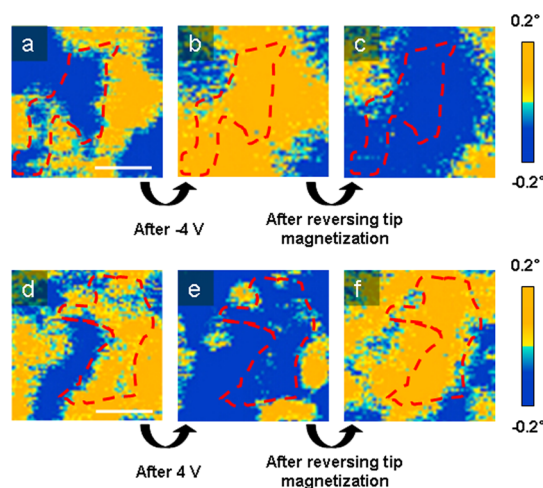 a b c 0.2°
-0.2°
After -4 V
After reversing tip
magnetization
d e f 0.2°
-0.2°
After 4 V
After reversing tip
magnetization